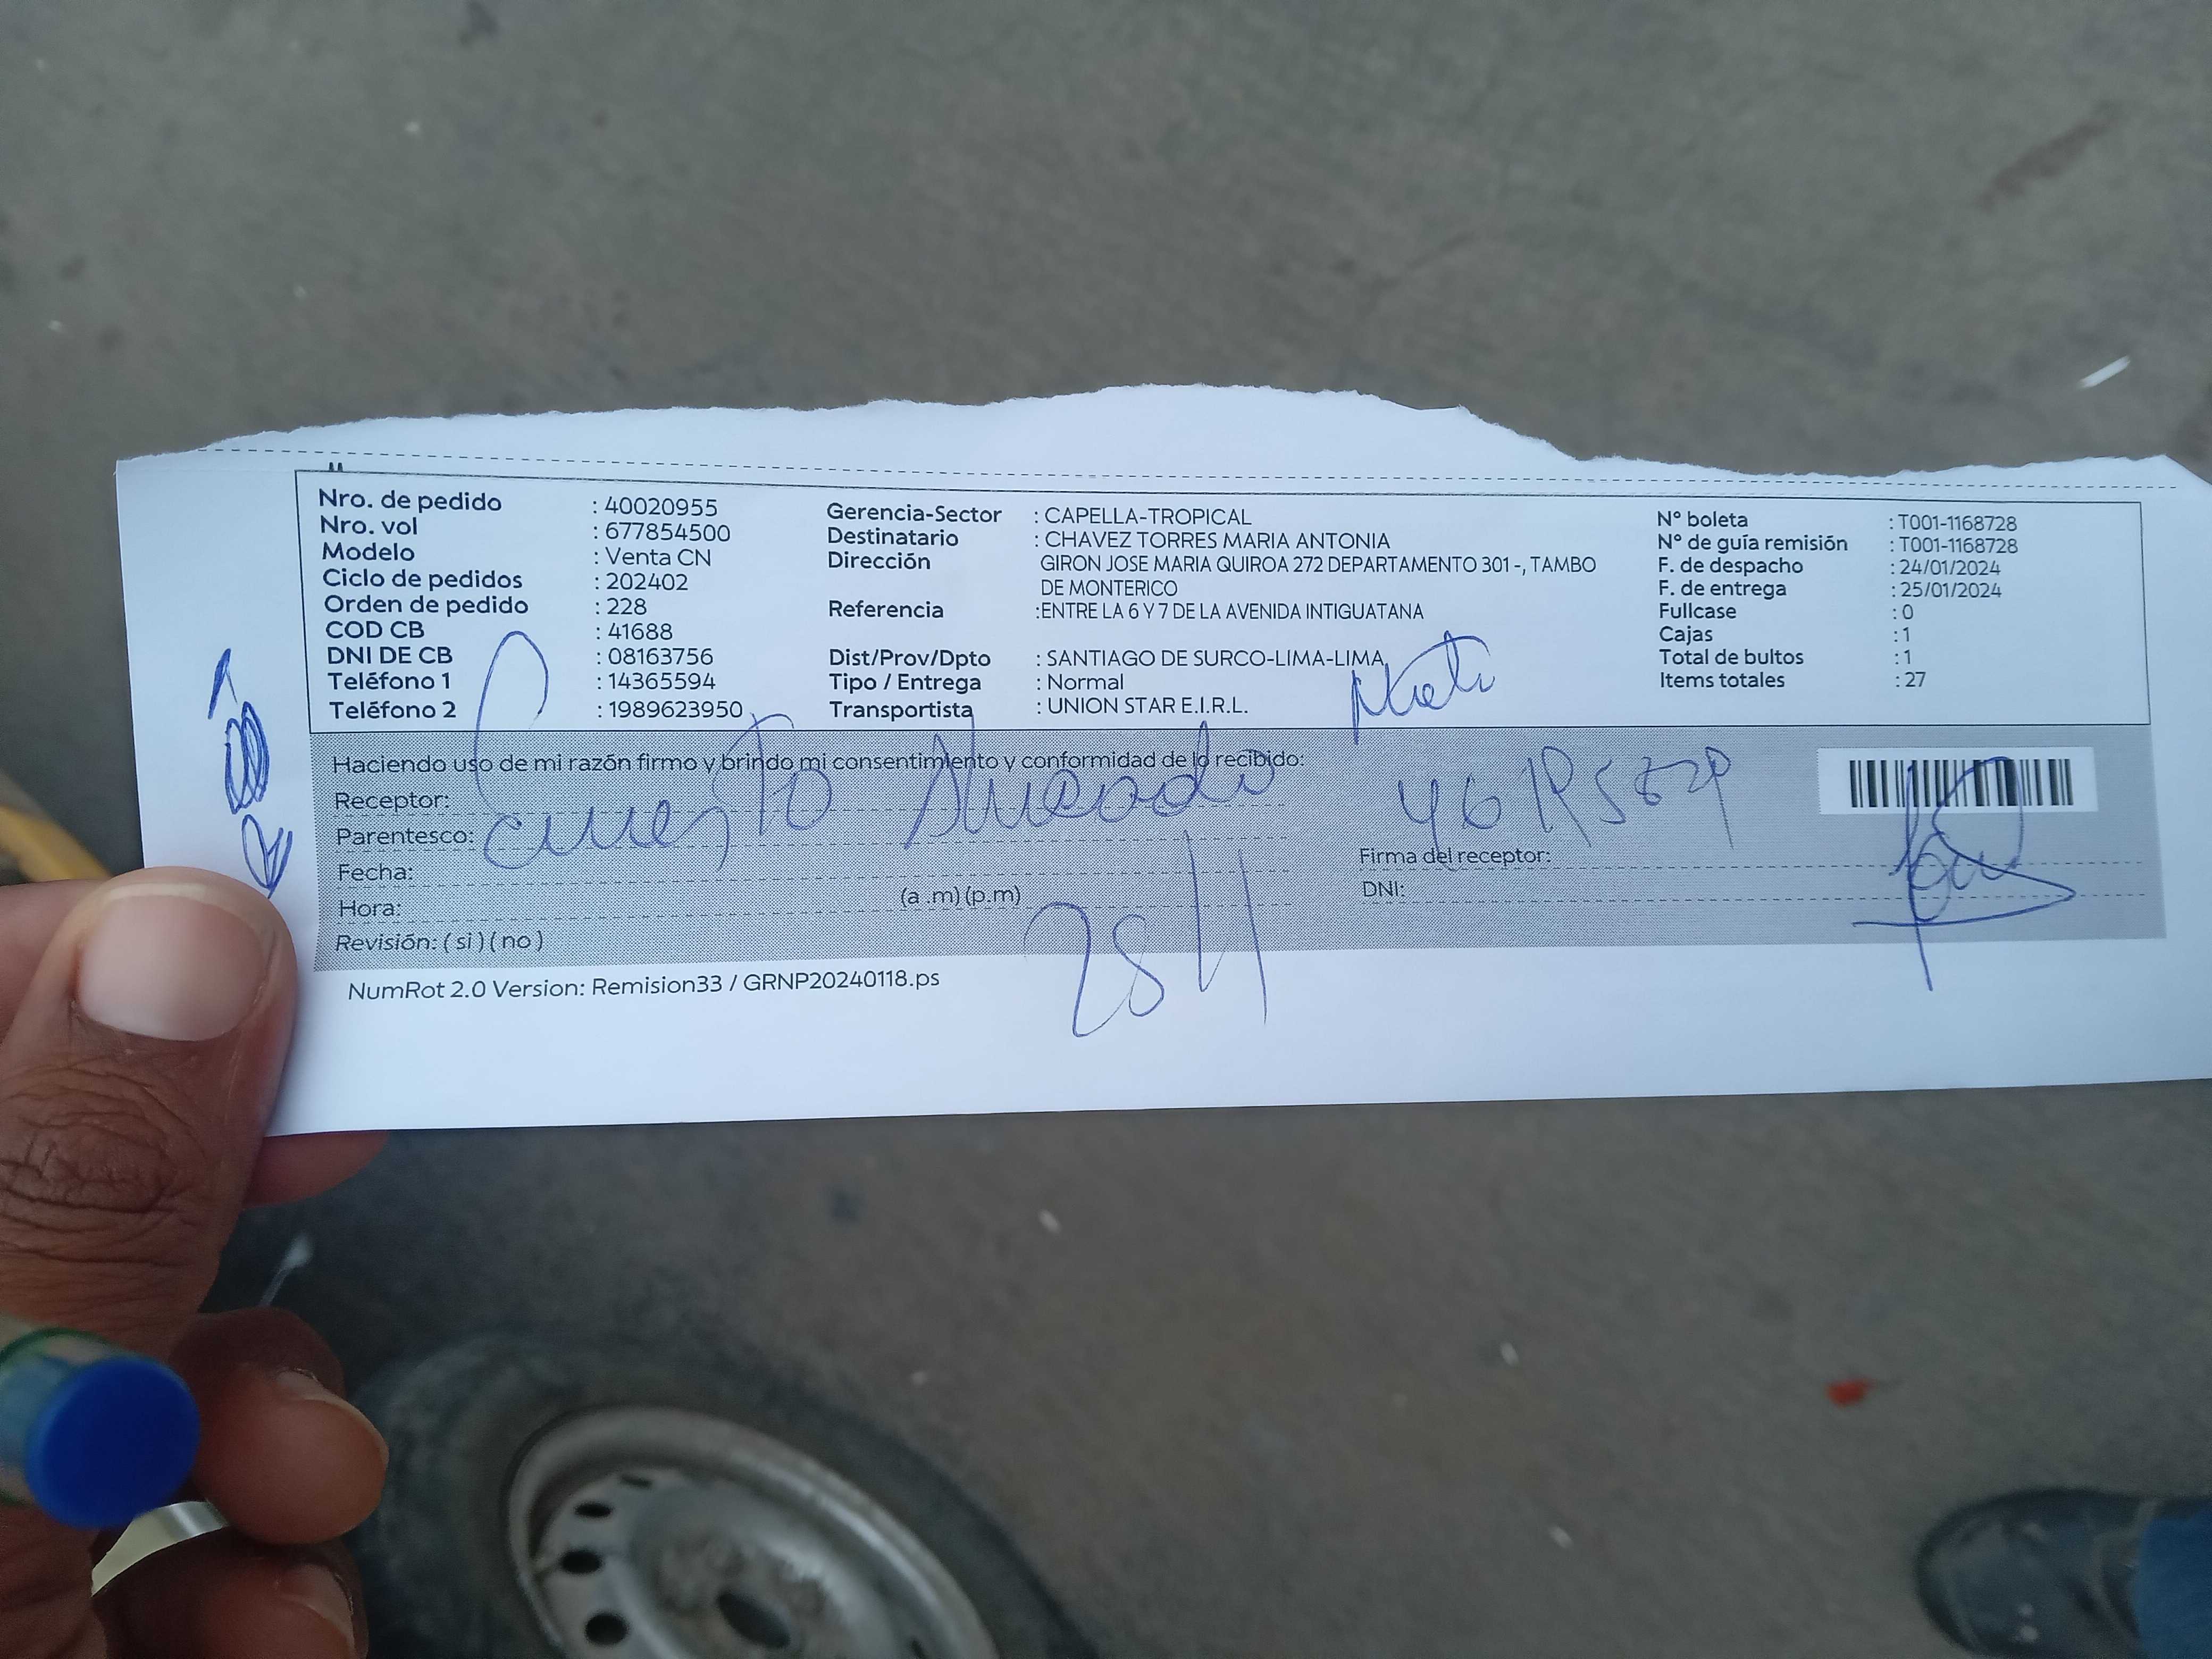 Nro. de pedido : 40020955
Nro. vol : 677854500
Modelo : Venta CN
Ciclo de pedidos : 202402
Orden de pedido : 228
COD CB : 41688
DNI DE CB : 08163756
Teléfono 1 : 14365594
Teléfono 2 : 1989623950
Gerencia-Sector : CAPELLA-TROPICAL
Destinatario : CHAVEZ TORRES MARIA ANTONIA
Dirección GIRON JOSE MARIA QUIROA 272 DEPARTAMENTO 301 -, TAMBO
DE MONTERICO
Referencia :ENTRE LA 6 Y 7 DE LA AVENIDA INTIGUATANA
Dist/Prov/Dpto : SANTIAGO DE SURCO-LIMA-LIMA
Tipo / Entrega : Normal
Transportista : UNION STAR E.I.R.L.
N° boleta : T001-1168728
N° de guía remisión : T001-1168728
F. de despacho : 24/01/2024
F. de entrega : 25/01/2024
Fullcase : 0
Cajas : 1
Total de bultos : 1
Items totales : 27
Haciendo uso de mi razón firmo y brindo mi consentimiento y conformidad de lo recibido:
Receptor:
Parentesco:
Fecha:
Hora: (a .m) (p.m)
Revisión: ( si ) ( no )
Firma del receptor:
DNI:
NumRot 2.0 Version: Remision33 / GRNP20240118.ps